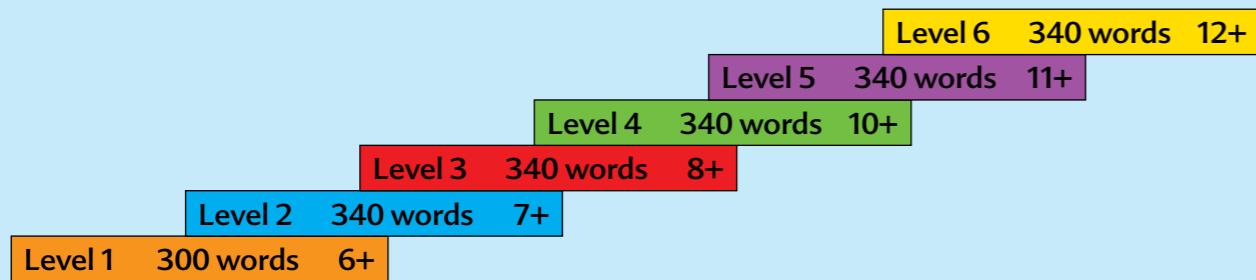 Level 6 340 words 12+
Level 5 340 words 11+
Level 4 340 words 10+
Level 3 340 words 8+
Level 2 340 words 7+
Level 1 300 words 6+